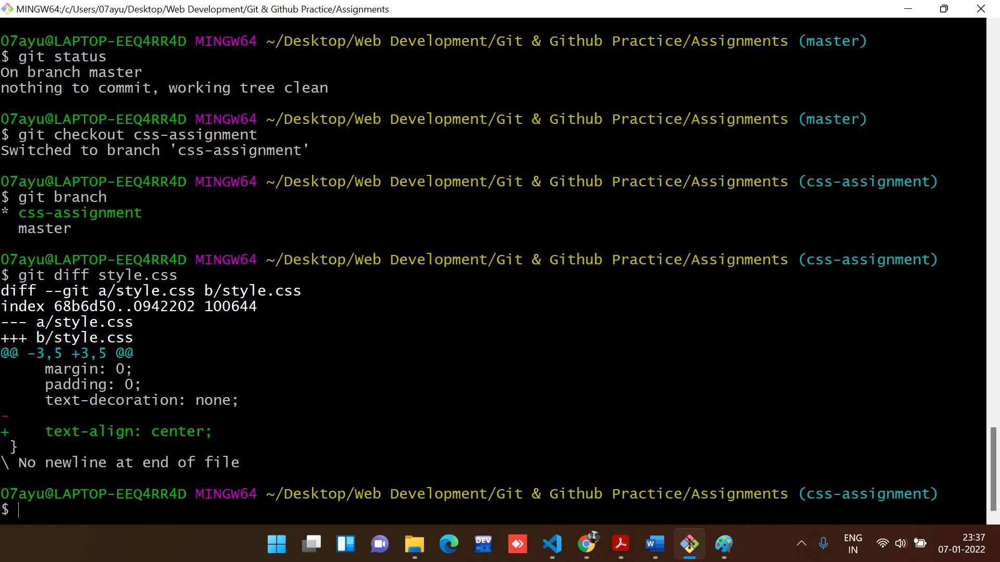 MINGW64:/c/Users/07ayu/Desktop/Web Development/Git & Github Practice/Assignments
07ayu@LAPTOP-EEQ4RR4D MINGW64 ~/Desktop/Web Development/Git & Github Practice/Assignments (master)
$ git status
On branch master
nothing to commit, working tree clean
07ayu@LAPTOP-EEQ4RR4D MINGW64 ~/Desktop/Web Development/Git & Github Practice/Assignments (master)
$ git checkout css-assignment
Switched to branch 'css-assignment'
07ayu@LAPTOP-EEQ4RR4D MINGW64 ~/Desktop/Web Development/Git & Github Practice/Assignments (css-assignment)
$ git branch
* css-assignment
  master
07ayu@LAPTOP-EEQ4RR4D MINGW64 ~/Desktop/Web Development/Git & Github Practice/Assignments (css-assignment)
$ git diff style.css
diff --git a/style.css b/style.css
index 68b6d50..0942202 100644
--- a/style.css
+++ b/style.css
@@ -3,5 +3,5 @@
     margin: 0;
     padding: 0;
     text-decoration: none;
-
+    text-align: center;
 }
\ No newline at end of file
07ayu@LAPTOP-EEQ4RR4D MINGW64 ~/Desktop/Web Development/Git & Github Practice/Assignments (css-assignment)
$
DEV
C++
W
ENG
IN
23:37
07-01-2022